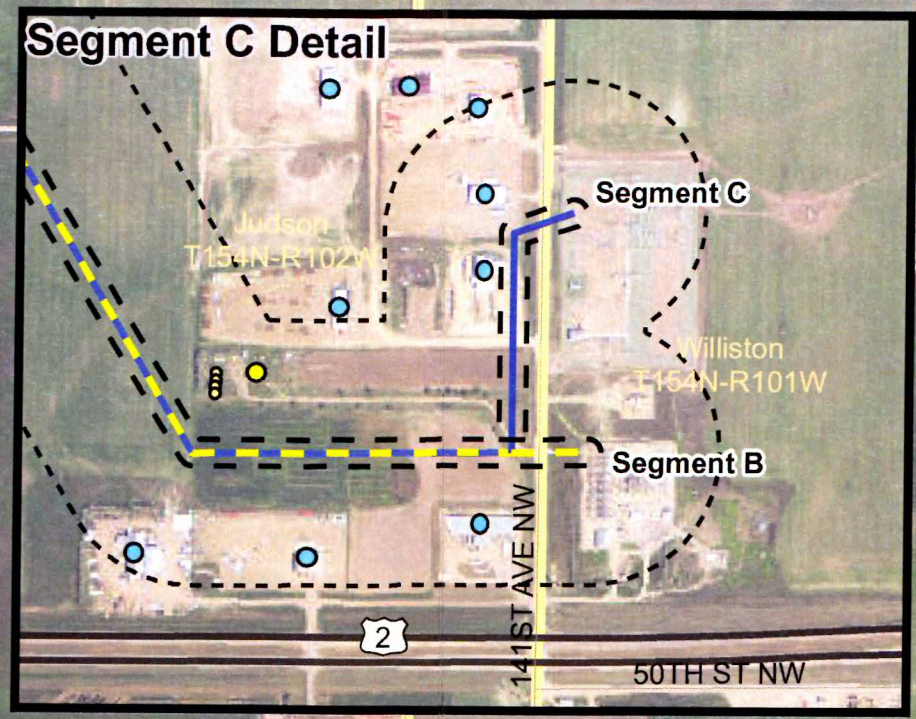 Segment C Detail
Segment C
Judson
T154N-R102W
Williston
T154N-R101W
Segment B
141ST AVE NW
2
50TH ST NW